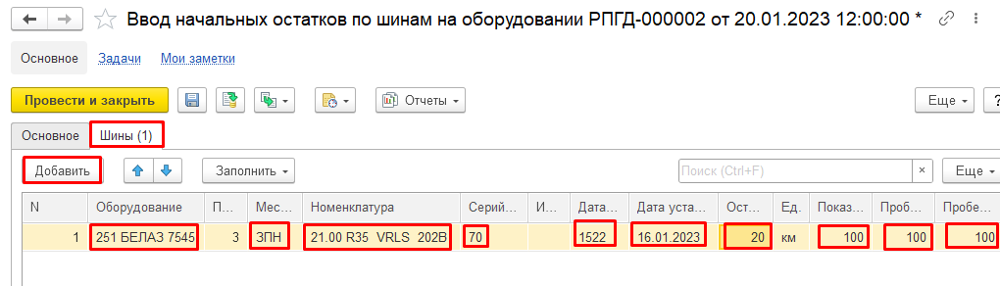 Ввод начальных остатков по шинам на оборудовании РПГД-000002 от 20.01.2023 12:00:00 *
Основное Задачи Мои заметки
Провести и закрыть Отчеты Еще ?
Основное Шины (1)
Добавить Заполнить Поиск (Ctrl+F) × Еще
N Оборудование П... Мес... Номенклатура Серий... И... Дата... Дата уста... Ост... Ед. Показ... Проб... Пробе...
1 251 БЕЛАЗ 7545 3 ЗПН 21.00 R35 VRLS 202B 70 1522 16.01.2023 20 км 100 100 100